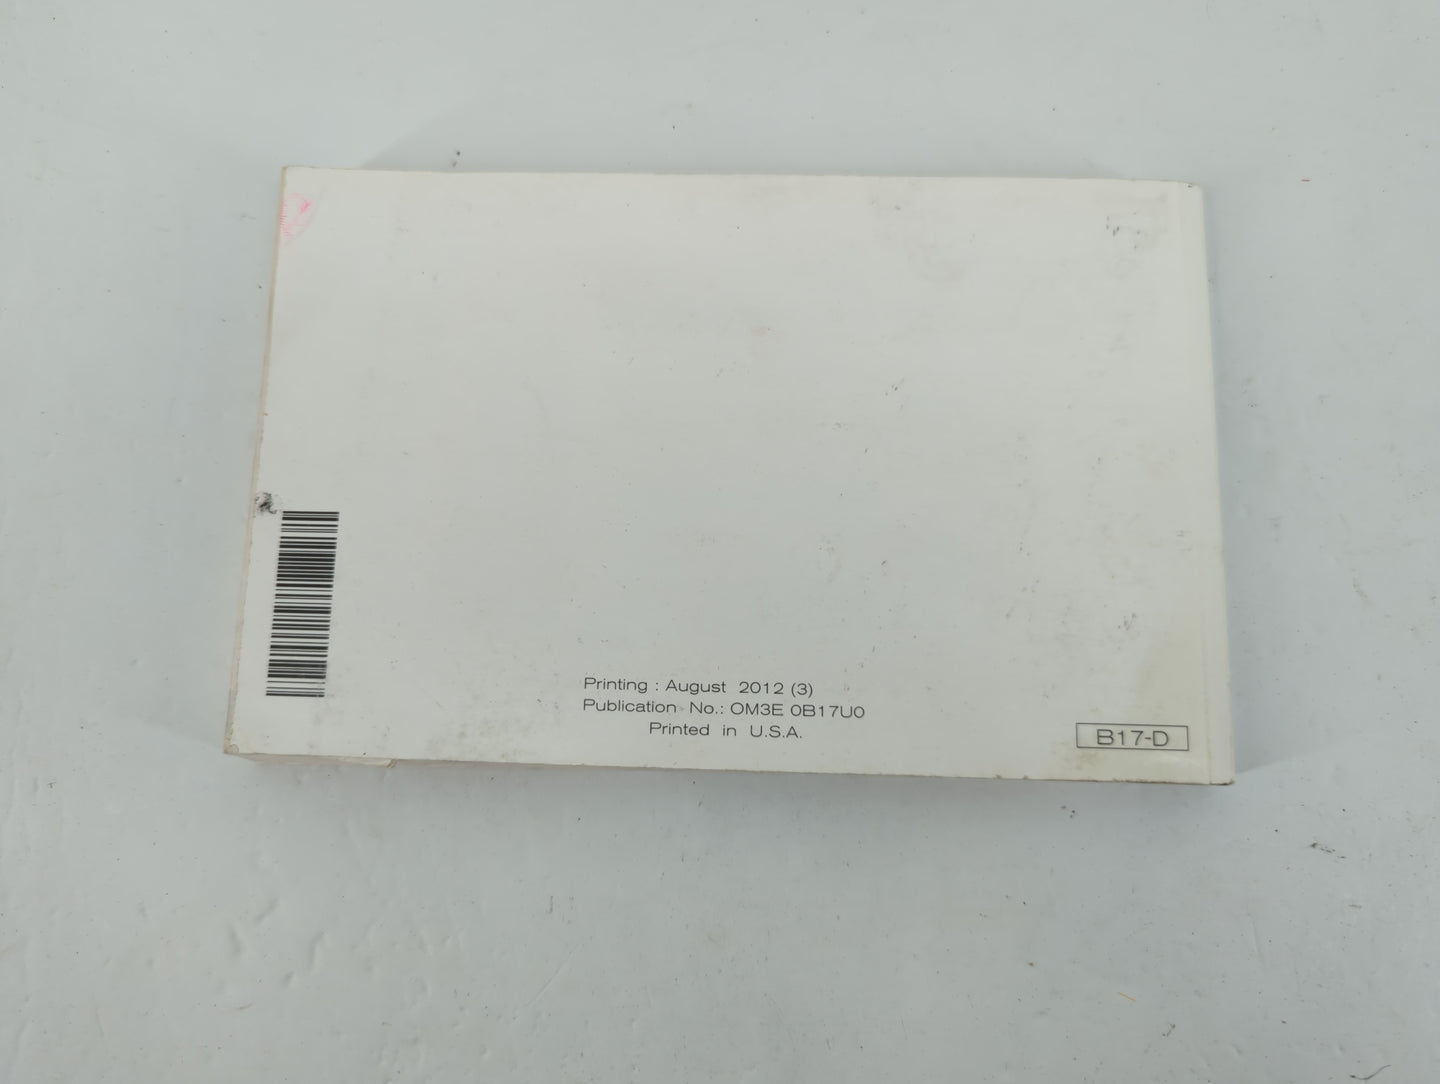 Printing : August 2012 (3)
Publication No.: OM3E 0B17U0
Printed in U.S.A.
B17-D